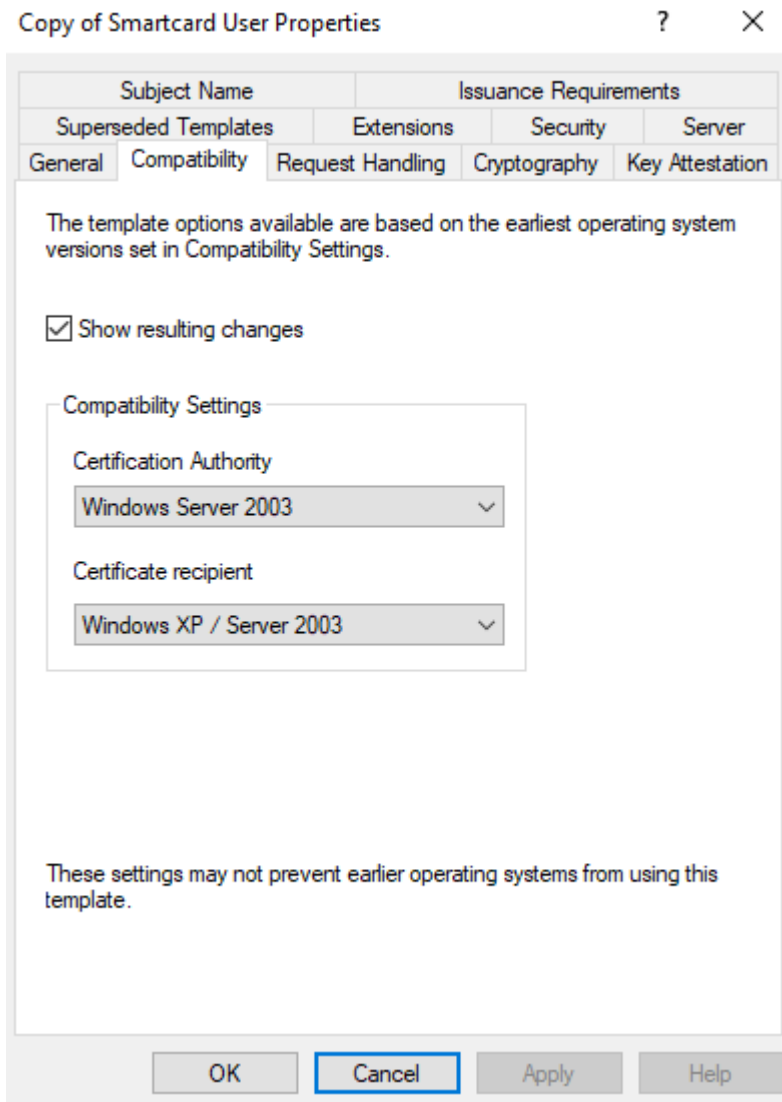 Copy of Smartcard User Properties
?
Subject Name
Issuance Requirements
Superseded Templates
Extensions
Security
Server
General
Compatibility
Request Handling
Cryptography
Key Attestation
The template options available are based on the earliest operating system
versions set in Compatibility Settings.
Show resulting changes
Compatibility Settings
Certification Authority
Windows Server 2003
Certificate recipient
Windows XP / Server 2003
These settings may not prevent earlier operating systems from using this
template.
OK
Cancel
Apply
Help